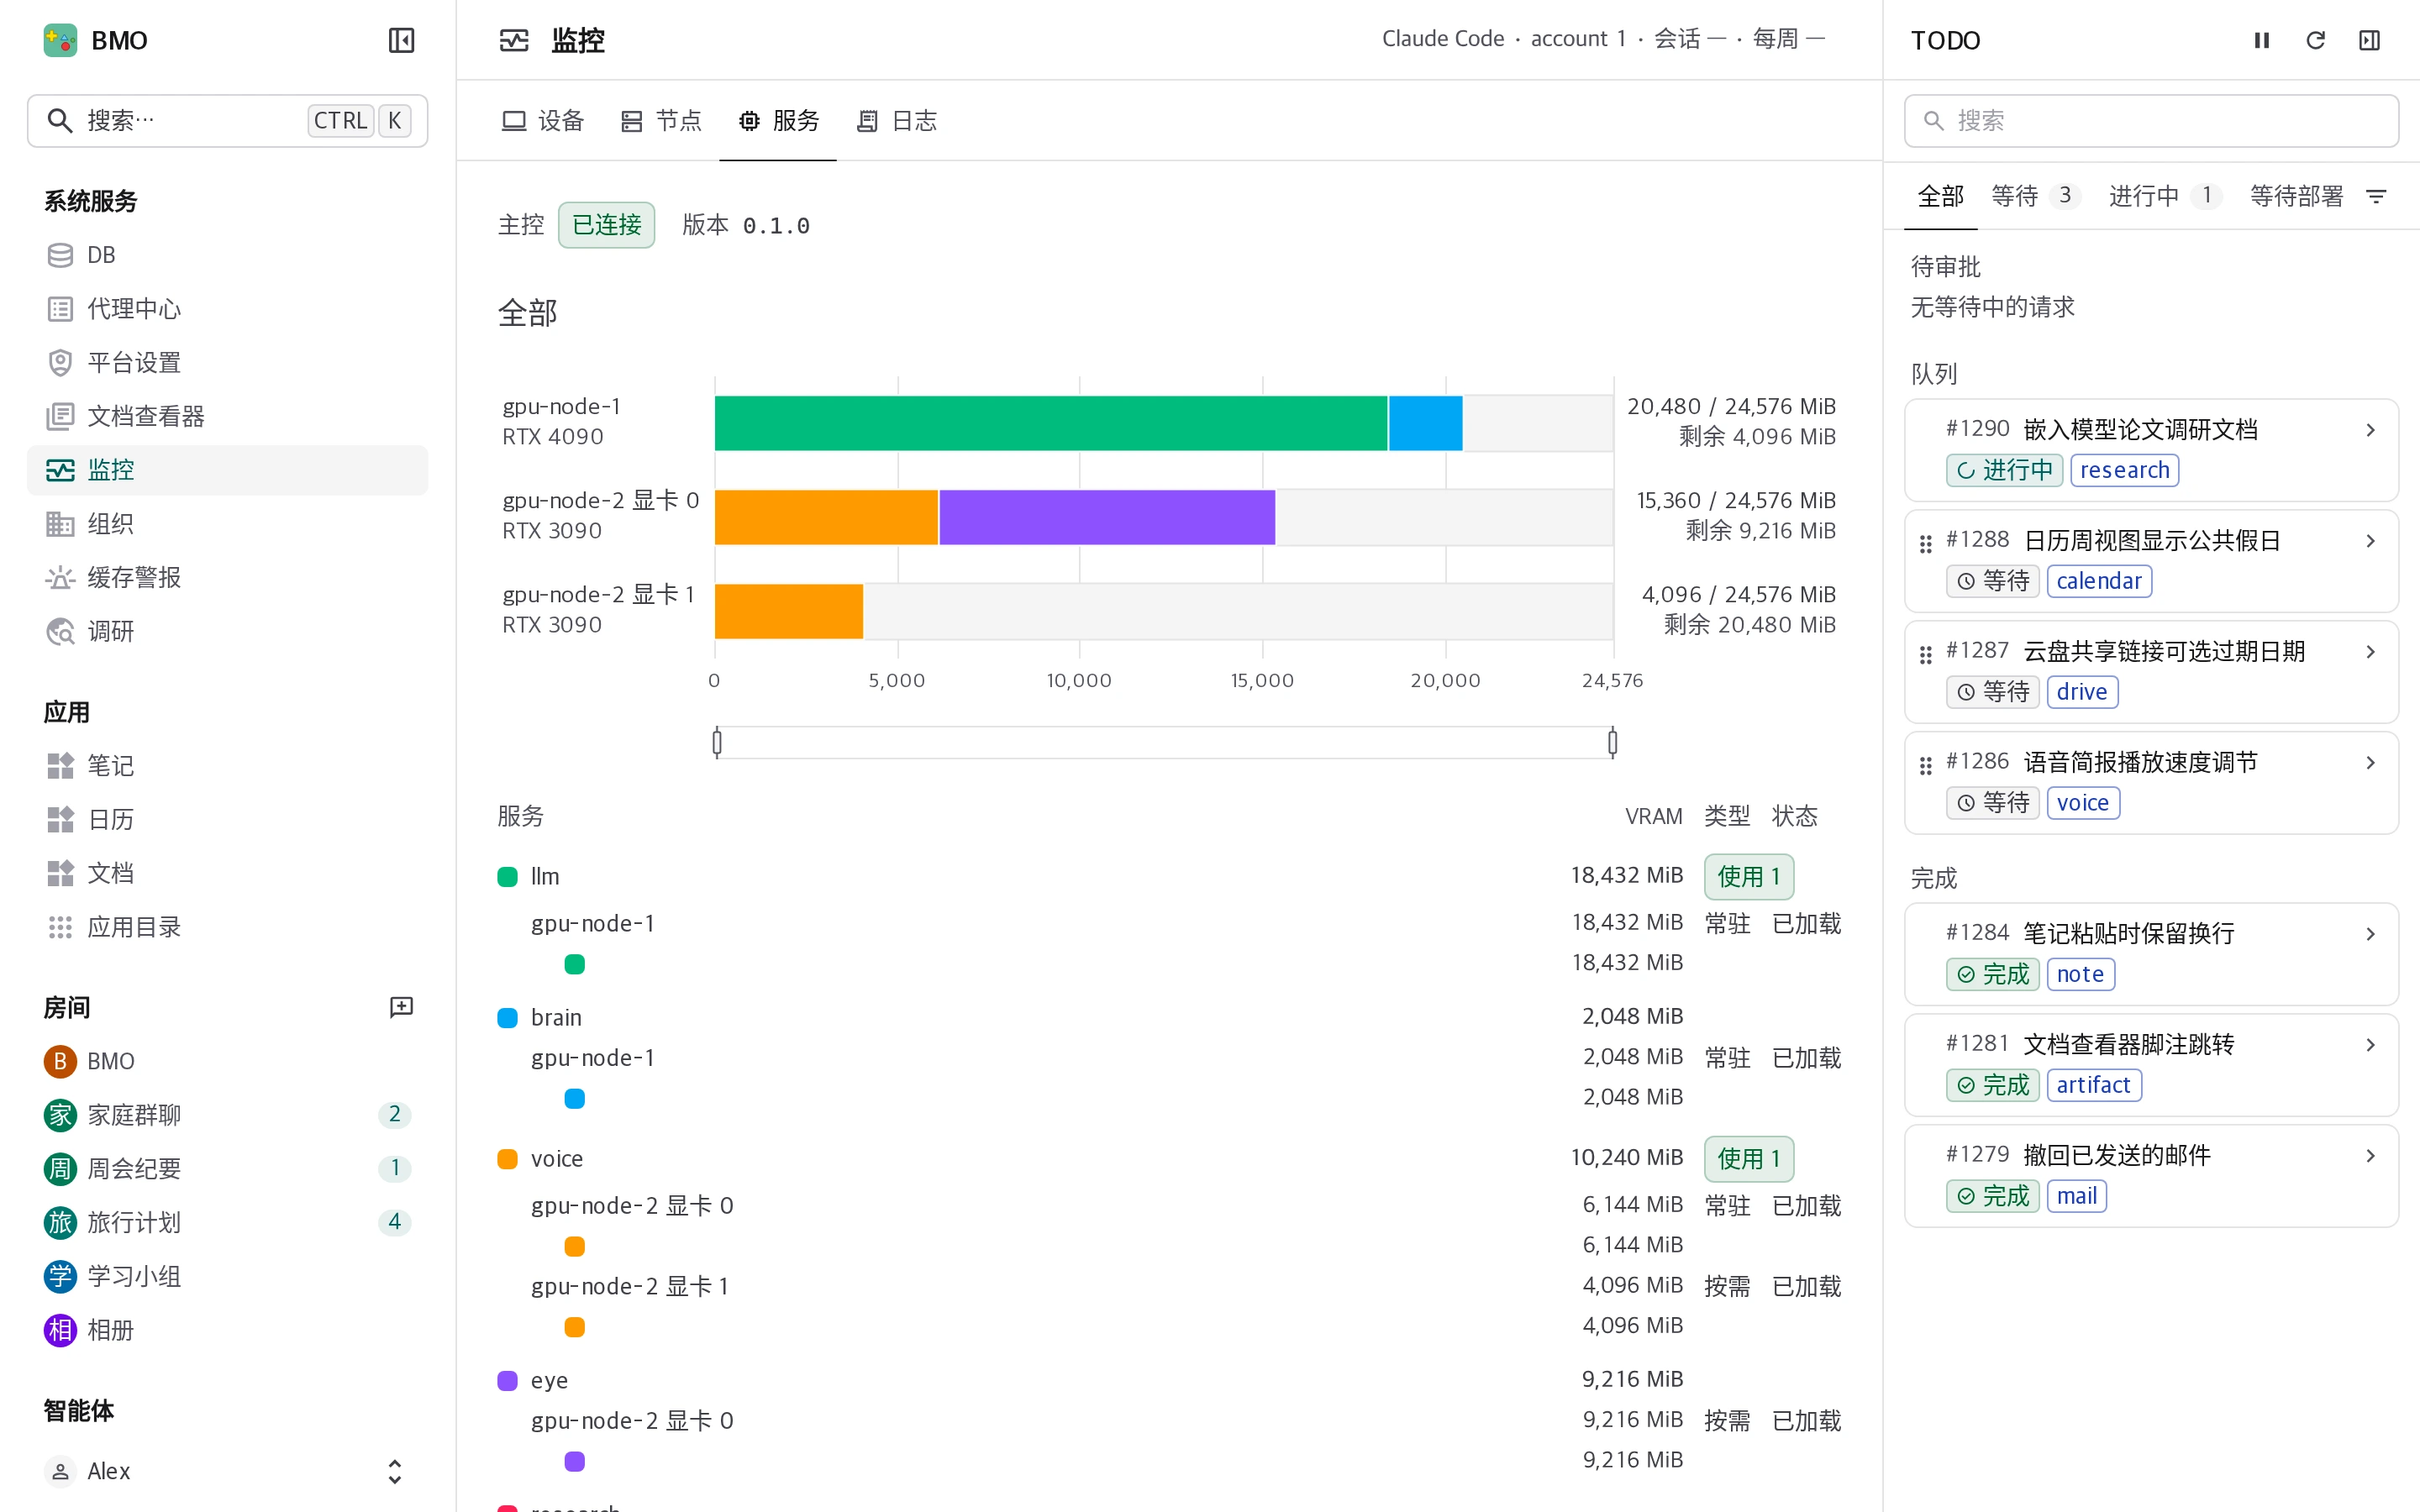 BMO
搜索… CTRL K
系统服务
DB
代理中心
平台设置
文档查看器
监控
组织
缓存警报
调研
应用
笔记
日历
文档
应用目录
房间
B BMO
家 家庭群聊 2
周 周会纪要 1
旅 旅行计划 4
学 学习小组
相 相册
智能体
Alex
监控
Claude Code · account 1 · 会话 — · 每周 —
设备 节点 服务 日志
主控 已连接 版本 0.1.0
全部
gpu-node-1
RTX 4090
20,480 / 24,576 MiB
剩余 4,096 MiB
gpu-node-2 显卡 0
RTX 3090
15,360 / 24,576 MiB
剩余 9,216 MiB
gpu-node-2 显卡 1
RTX 3090
4,096 / 24,576 MiB
剩余 20,480 MiB
0 5,000 10,000 15,000 20,000 24,576
服务 VRAM 类型 状态
llm 18,432 MiB 使用 1
gpu-node-1 18,432 MiB 常驻 已加载
18,432 MiB
brain 2,048 MiB
gpu-node-1 2,048 MiB 常驻 已加载
2,048 MiB
voice 10,240 MiB 使用 1
gpu-node-2 显卡 0 6,144 MiB 常驻 已加载
6,144 MiB
gpu-node-2 显卡 1 4,096 MiB 按需 已加载
4,096 MiB
eye 9,216 MiB
gpu-node-2 显卡 0 9,216 MiB 按需 已加载
9,216 MiB
TODO
搜索
全部 等待 3 进行中 1 等待部署
待审批
无等待中的请求
队列
#1290 嵌入模型论文调研文档
进行中 research
#1288 日历周视图显示公共假日
等待 calendar
#1287 云盘共享链接可选过期日期
等待 drive
#1286 语音简报播放速度调节
等待 voice
完成
#1284 笔记粘贴时保留换行
完成 note
#1281 文档查看器脚注跳转
完成 artifact
#1279 撤回已发送的邮件
完成 mail